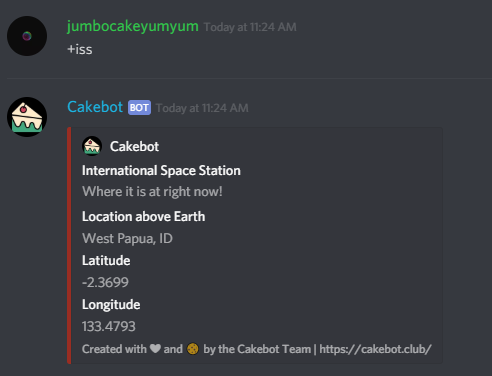 jumbocakeyumyum Today at 11:24 AM
+iss
Cakebot BOT Today at 11:24 AM
Cakebot
International Space Station
Where it is at right now!
Location above Earth
West Papua, ID
Latitude
-2.3699
Longitude
133.4793
Created with ❤ and 🍪 by the Cakebot Team | https://cakebot.club/